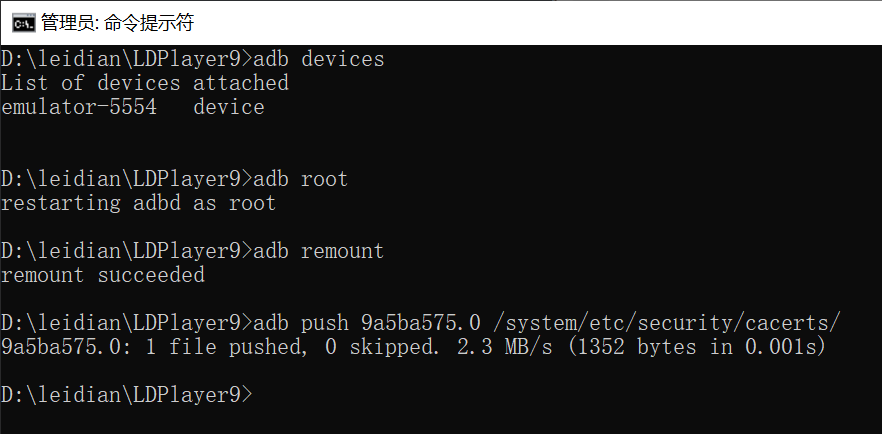 管理员: 命令提示符
D:\leidian\LDPlayer9>adb devices
List of devices attached
emulator-5554   device
D:\leidian\LDPlayer9>adb root
restarting adbd as root
D:\leidian\LDPlayer9>adb remount
remount succeeded
D:\leidian\LDPlayer9>adb push 9a5ba575.0 /system/etc/security/cacerts/
9a5ba575.0: 1 file pushed, 0 skipped. 2.3 MB/s (1352 bytes in 0.001s)
D:\leidian\LDPlayer9>